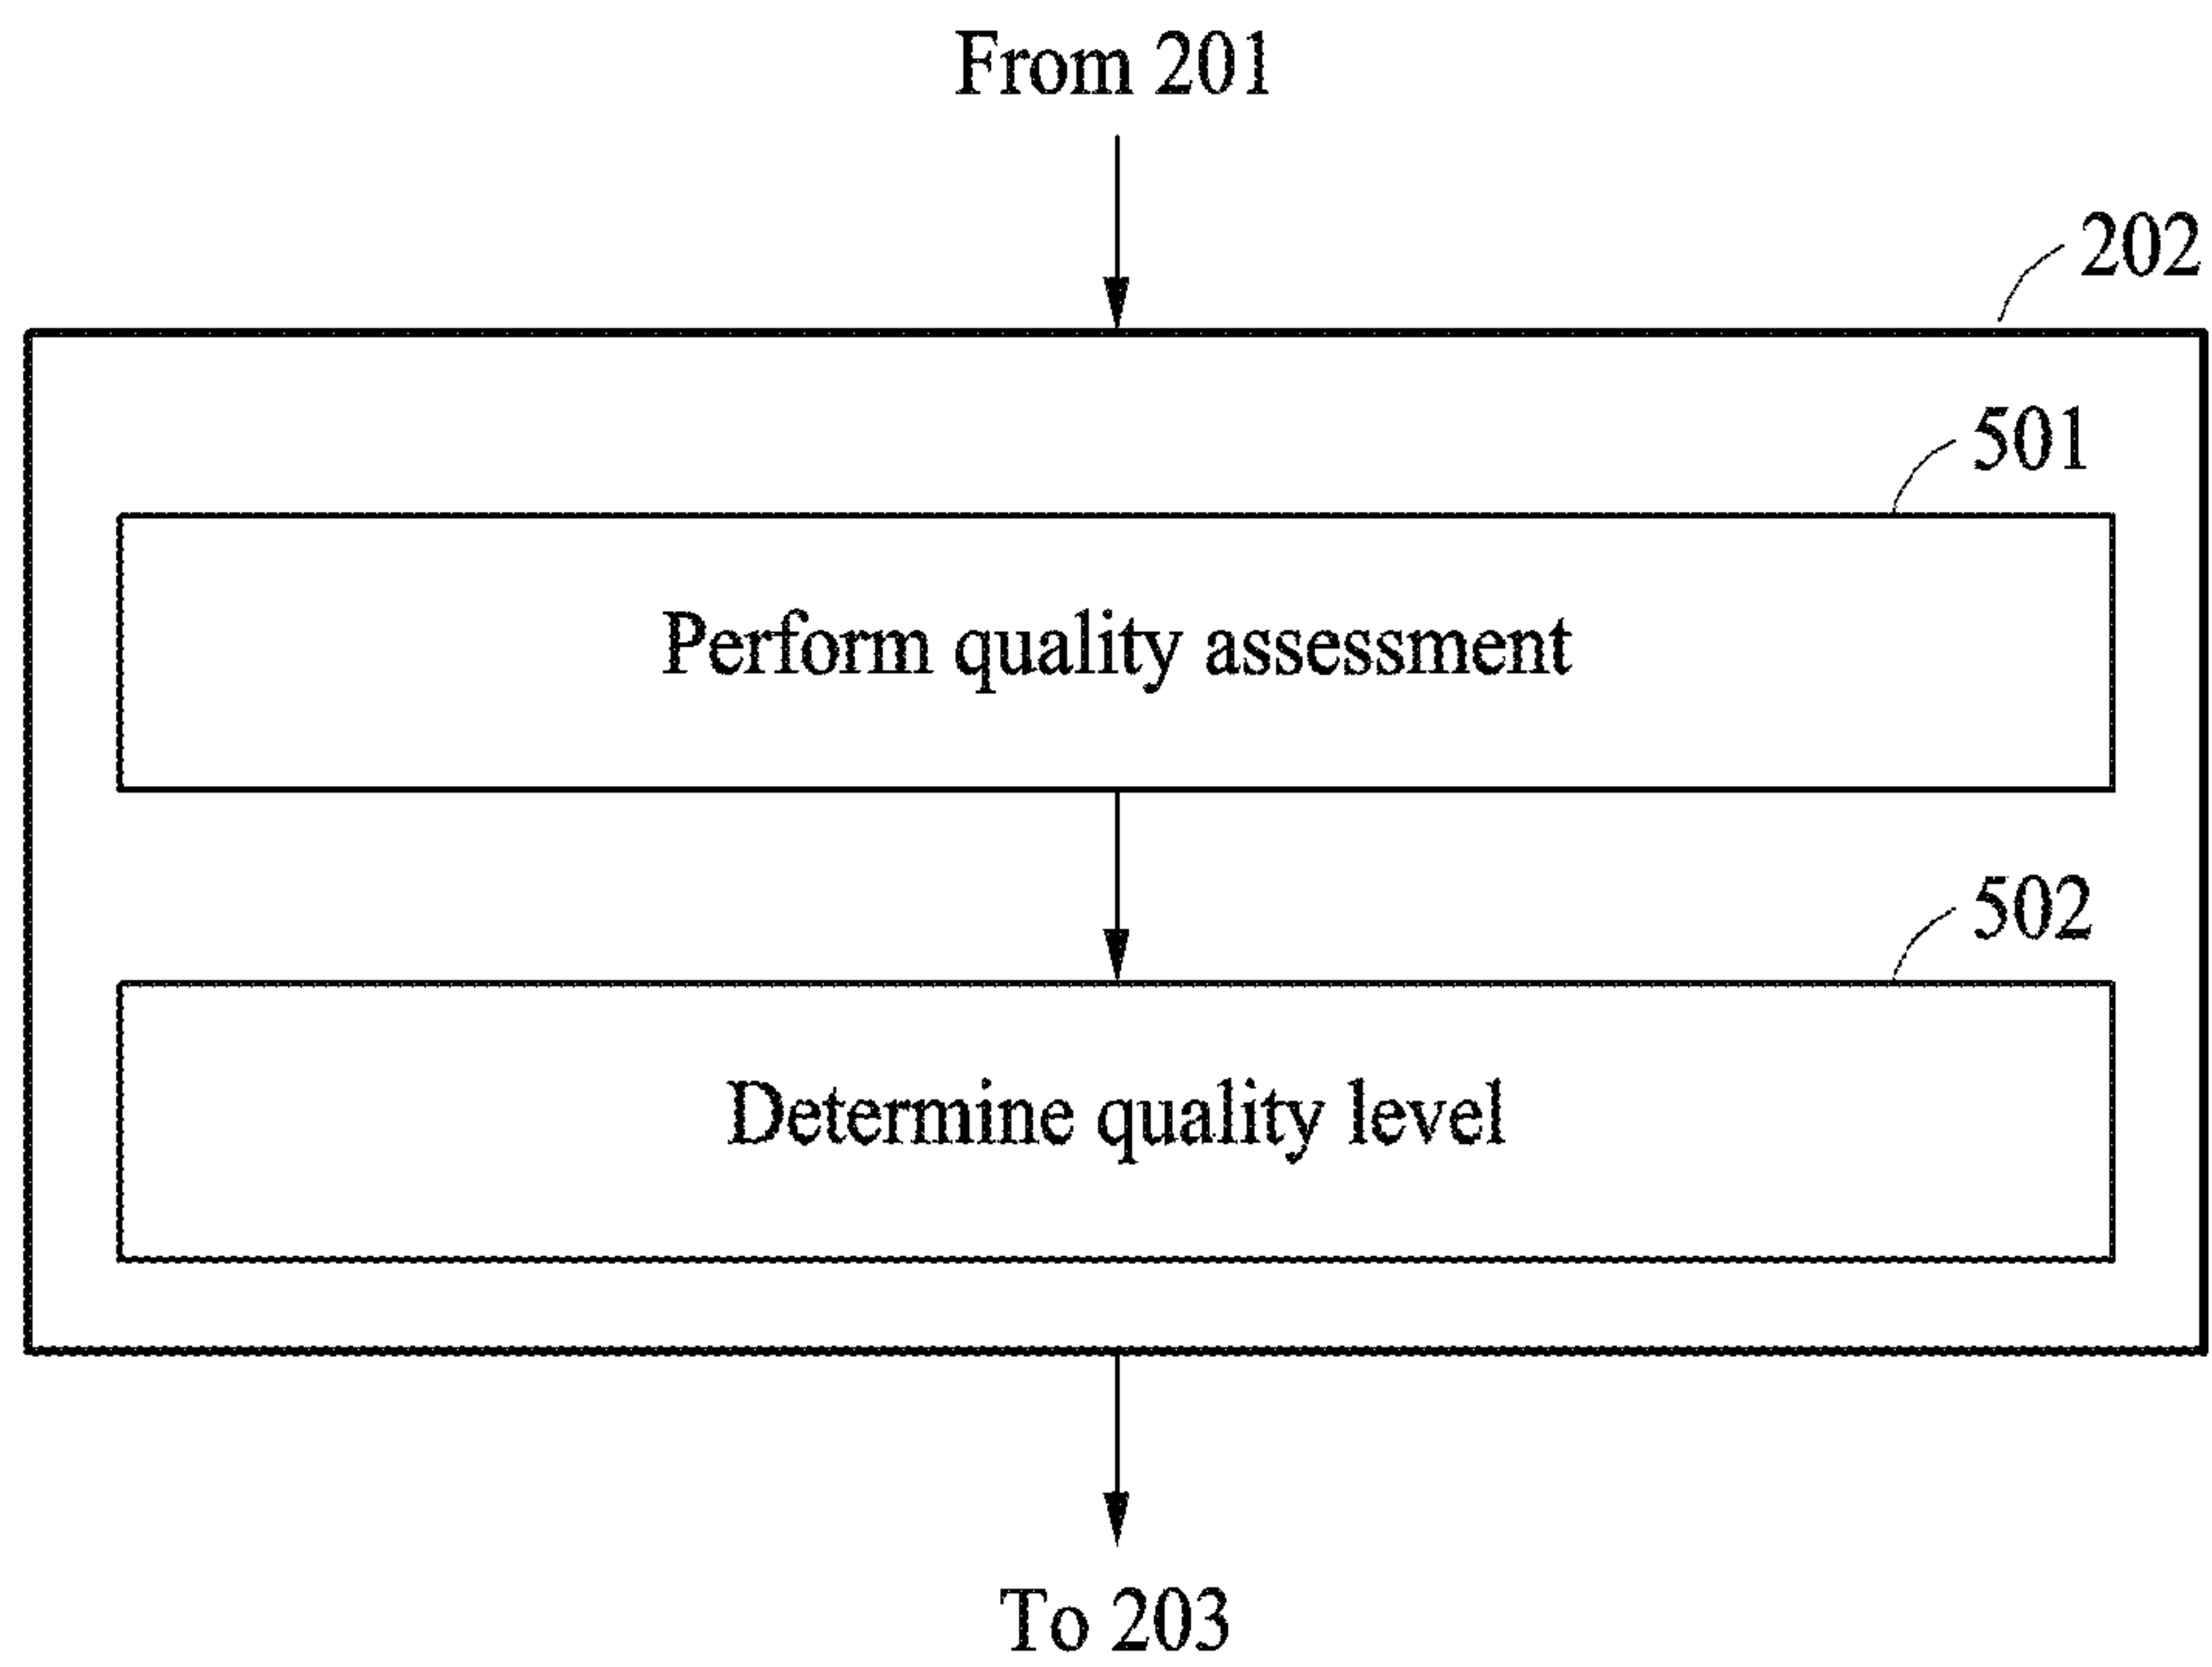 From 201
202
501
Perform quality assessment
502
Determine quality level
To 203